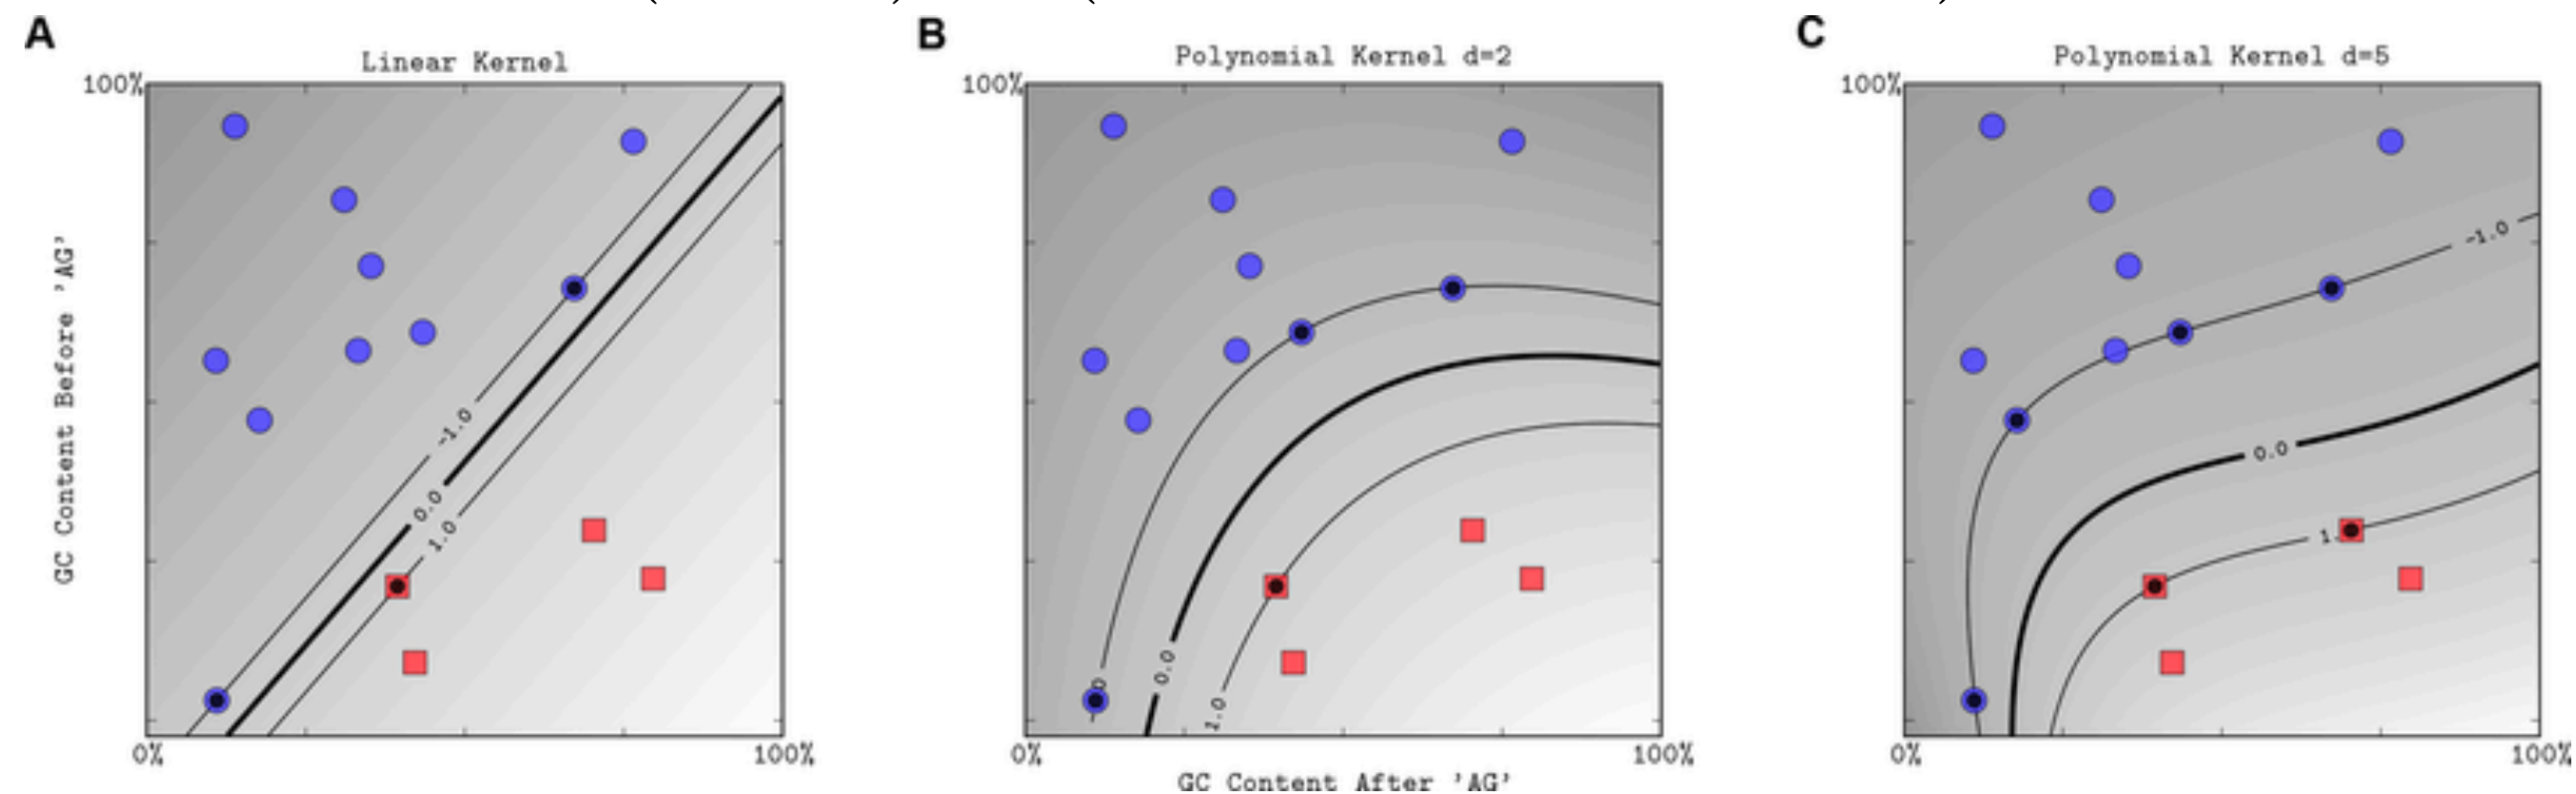 A
Linear Kernel
100%
GC Content Before 'AG'
-1.0
0.0
1.0
0%
100%
B
Polynomial Kernel d=2
100%
0.0
1.0
0%
100%
GC Content After 'AG'
C
Polynomial Kernel d=5
100%
-1.0
0.0
1.
0%
100%